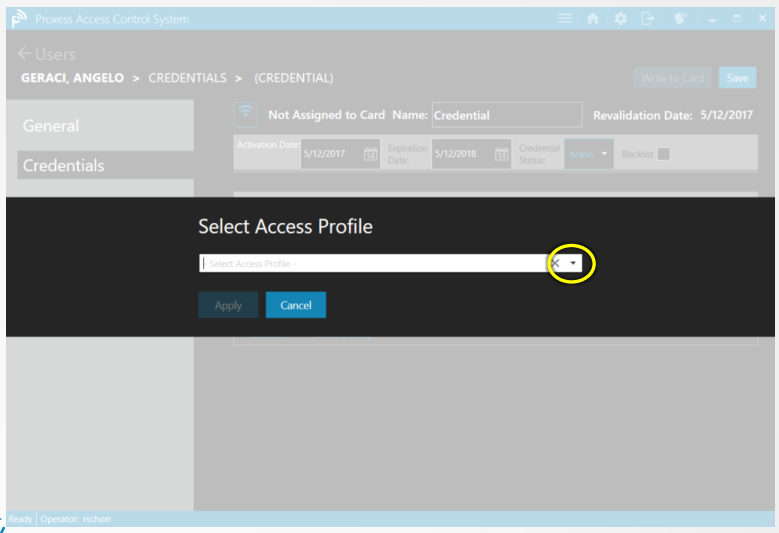 Proxess Access Control System
Users
GERACI, ANGELO > CREDENTIALS > (CREDENTIAL)
Write to Card Save
Not Assigned to Card Name: Credential Revalidation Date: 5/12/2017
General
Activation Date: 5/12/2017 14 Expiration Date: 5/12/2018 14 Credential Status: Active Blacklist
Credentials
Select Access Profile
- Select Access Profile -
Apply Cancel
Ready Operator: rschorr